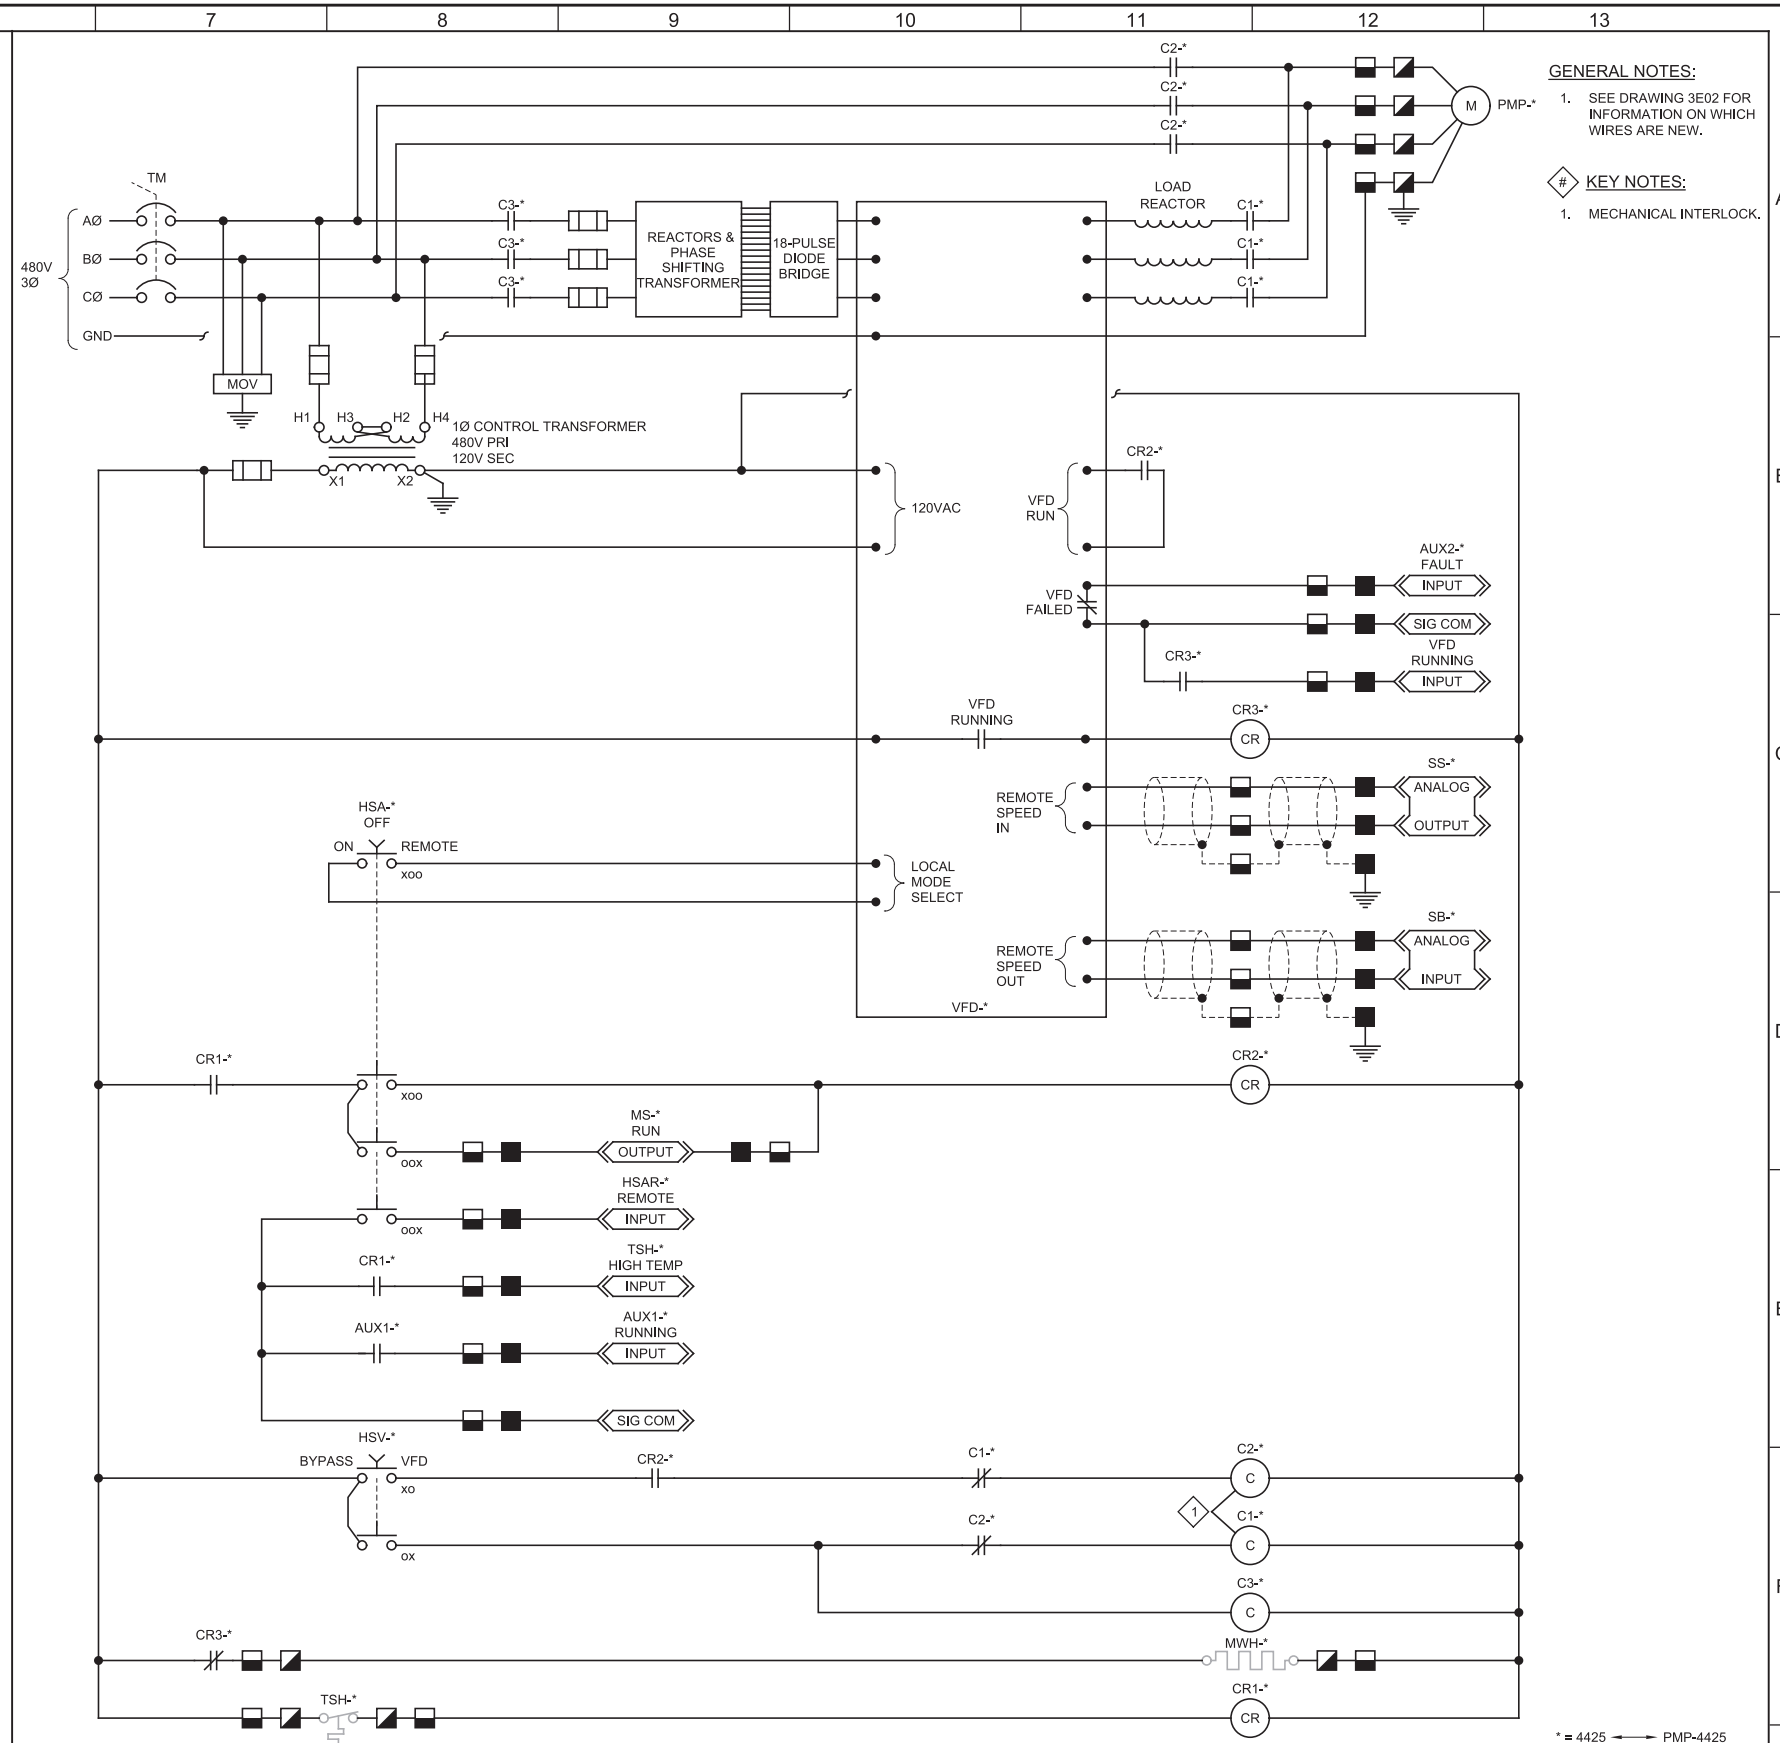 7
8
9
10
11
12
13
C2-*
C2-*
C2-*
M
PMP-*
GENERAL NOTES:
1. SEE DRAWING 3E02 FOR
INFORMATION ON WHICH
WIRES ARE NEW.
# KEY NOTES:
1. MECHANICAL INTERLOCK.
TM
480V
3Ø
AØ
BØ
CØ
GND
C3-*
C3-*
C3-*
REACTORS &
PHASE
SHIFTING
TRANSFORMER
18-PULSE
DIODE
BRIDGE
LOAD
REACTOR
C1-*
C1-*
C1-*
MOV
H1
H3
H2
H4
1Ø CONTROL TRANSFORMER
480V PRI
120V SEC
X1
X2
120VAC
VFD
RUN
CR2-*
AUX2-*
FAULT
INPUT
VFD
FAILED
SIG COM
CR3-*
VFD
RUNNING
INPUT
VFD
RUNNING
CR3-*
CR
HSA-*
OFF
ON
REMOTE
xoo
LOCAL
MODE
SELECT
REMOTE
SPEED
IN
SS-*
ANALOG
OUTPUT
REMOTE
SPEED
OUT
SB-*
ANALOG
INPUT
VFD-*
CR1-*
xoo
CR2-*
CR
oox
MS-*
RUN
OUTPUT
oox
HSAR-*
REMOTE
INPUT
CR1-*
TSH-*
HIGH TEMP
INPUT
AUX1-*
AUX1-*
RUNNING
INPUT
SIG COM
HSV-*
BYPASS
VFD
xo
CR2-*
C1-*
C2-*
C
1
ox
C2-*
C1-*
C
C3-*
C
CR3-*
MWH-*
TSH-*
CR1-*
CR
* = 4425
PMP-4425